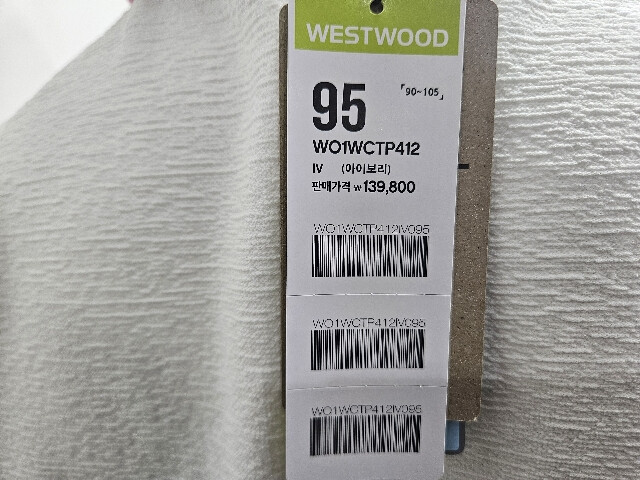 WESTWOOD
95 「90~105」
WO1WCTP412
IV (아이보리)
판매가격 ₩139,800
WO1WCTP412IV095
WO1WCTP412IV095
WO1WCTP412IV095